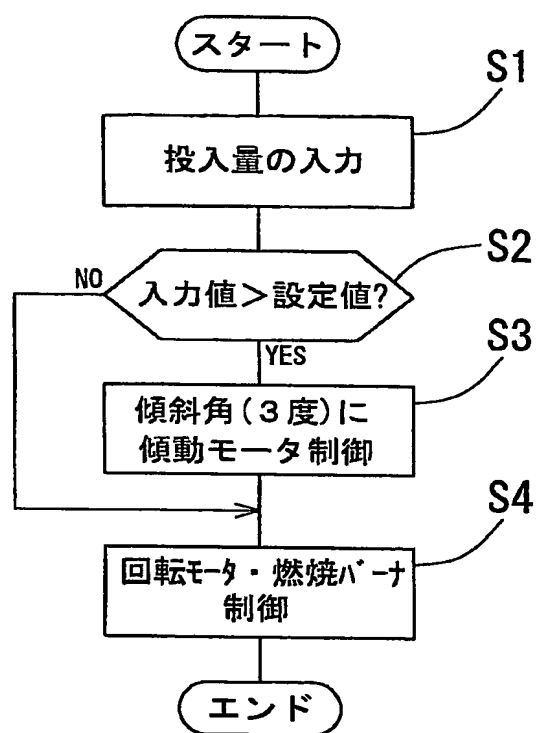 スタート
S1
投入量の入力
S2
NO
入力値>設定値?
YES
S3
傾斜角(3度)に
傾動モータ制御
S4
回転モータ・燃焼バーナ
制御
エンド